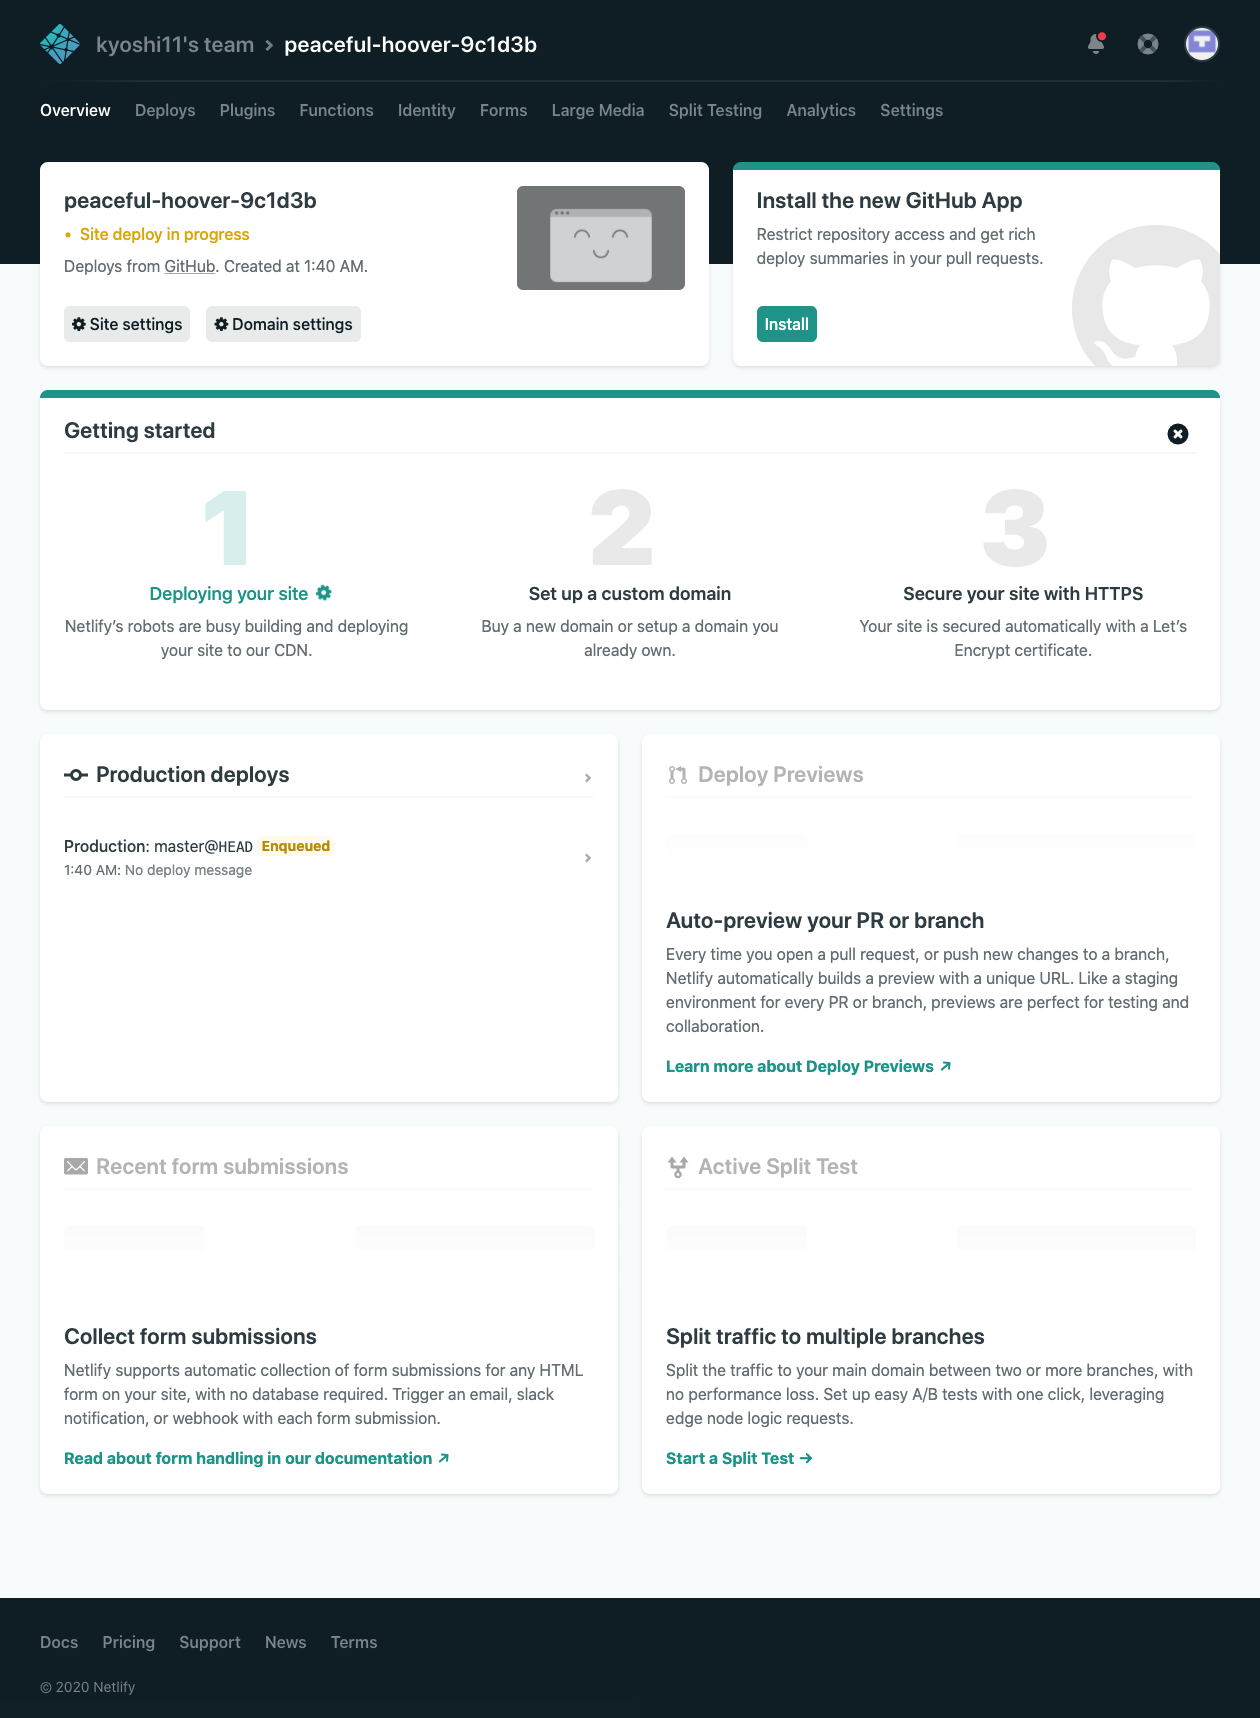 kyoshi11's team > peaceful-hoover-9c1d3b
Overview Deploys Plugins Functions Identity Forms Large Media Split Testing Analytics Settings
peaceful-hoover-9c1d3b
• Site deploy in progress
Deploys from GitHub. Created at 1:40 AM.
Site settings Domain settings
Install the new GitHub App
Restrict repository access and get rich
deploy summaries in your pull requests.
Install
Getting started
1
Deploying your site
Netlify’s robots are busy building and deploying
your site to our CDN.
2
Set up a custom domain
Buy a new domain or setup a domain you
already own.
3
Secure your site with HTTPS
Your site is secured automatically with a Let’s
Encrypt certificate.
Production deploys
Production: master@HEAD Enqueued
1:40 AM: No deploy message
Deploy Previews
Auto-preview your PR or branch
Every time you open a pull request, or push new changes to a branch,
Netlify automatically builds a preview with a unique URL. Like a staging
environment for every PR or branch, previews are perfect for testing and
collaboration.
Learn more about Deploy Previews ↗
Recent form submissions
Collect form submissions
Netlify supports automatic collection of form submissions for any HTML
form on your site, with no database required. Trigger an email, slack
notification, or webhook with each form submission.
Read about form handling in our documentation ↗
Active Split Test
Split traffic to multiple branches
Split the traffic to your main domain between two or more branches, with
no performance loss. Set up easy A/B tests with one click, leveraging
edge node logic requests.
Start a Split Test →
Docs Pricing Support News Terms
© 2020 Netlify